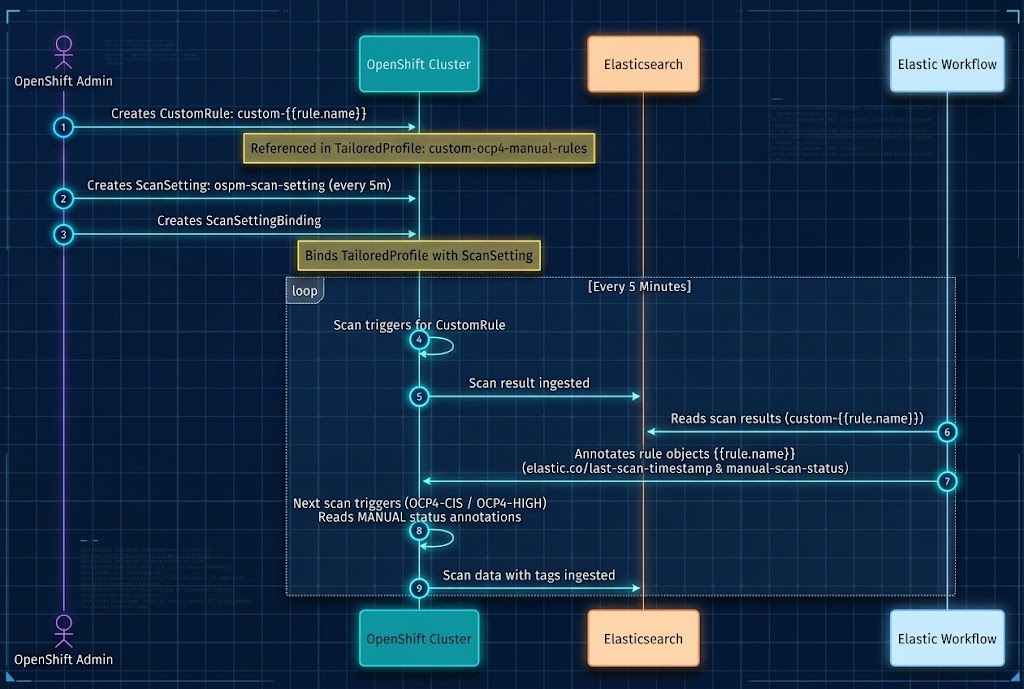 OpenShift Admin
OpenShift Cluster
Elasticsearch
Elastic Workflow
Creates CustomRule: custom-{{rule.name}}
1
Referenced in TailoredProfile: custom-ocp4-manual-rules
Creates ScanSetting: ospm-scan-setting (every 5m)
2
Creates ScanSettingBinding
3
Binds TailoredProfile with ScanSetting
loop
[Every 5 Minutes]
Scan triggers for CustomRule
4
Scan result ingested
5
Reads scan results (custom-{{rule.name}})
6
Annotates rule objects {{rule.name}}
(elastic.co/last-scan-timestamp & manual-scan-status)
7
Next scan triggers (OCP4-CIS / OCP4-HIGH)
Reads MANUAL status annotations
8
Scan data with tags ingested
9
OpenShift Admin
OpenShift Cluster
Elasticsearch
Elastic Workflow